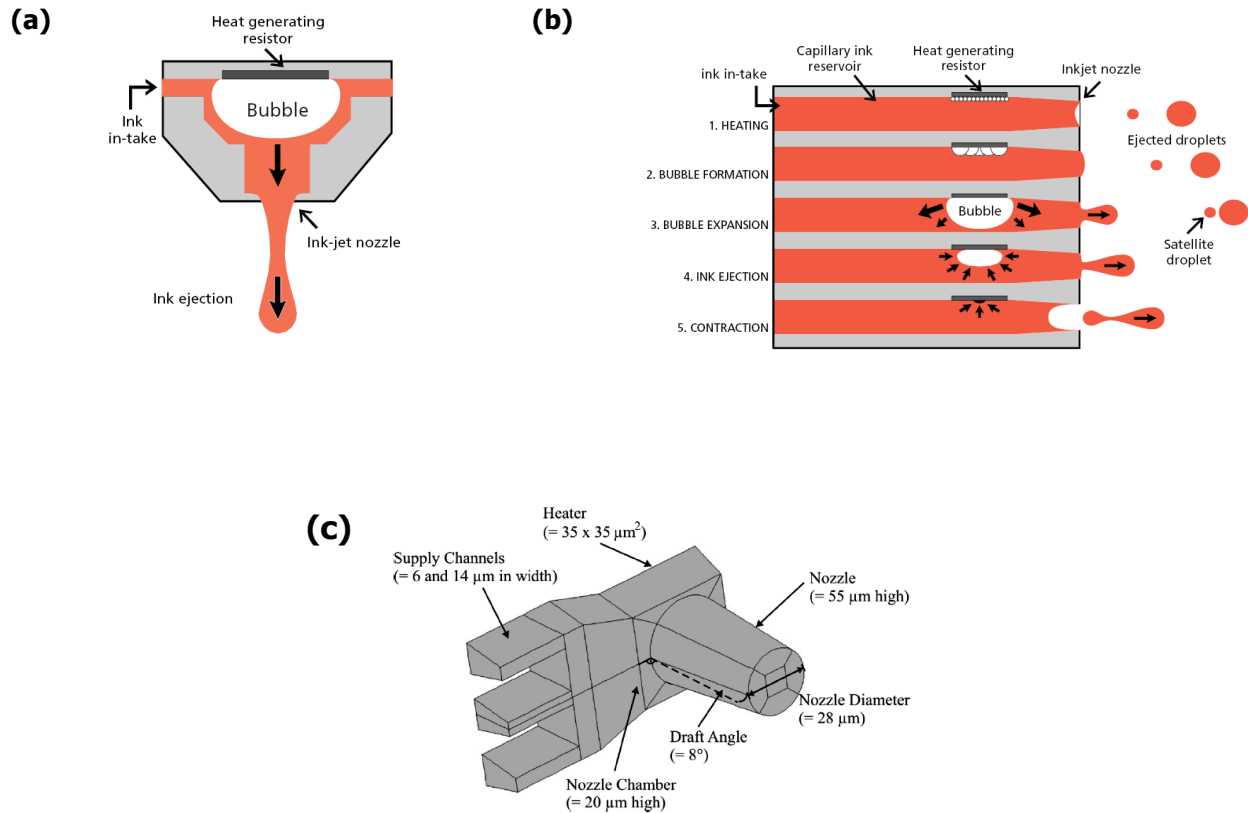 (a)
Heat generating
resistor
Bubble
Ink
in-take
Ink-jet nozzle
Ink ejection
(b)
Capillary ink
reservoir
Heat generating
resistor
Inkjet nozzle
ink in-take
1. HEATING
Ejected droplets
2. BUBBLE FORMATION
Bubble
3. BUBBLE EXPANSION
Satellite
droplet
4. INK EJECTION
5. CONTRACTION
(c)
Heater
(= 35 x 35 µm²)
Supply Channels
(= 6 and 14 µm in width)
Nozzle
(= 55 µm high)
Nozzle Diameter
(= 28 µm)
Draft Angle
(= 8°)
Nozzle Chamber
(= 20 µm high)